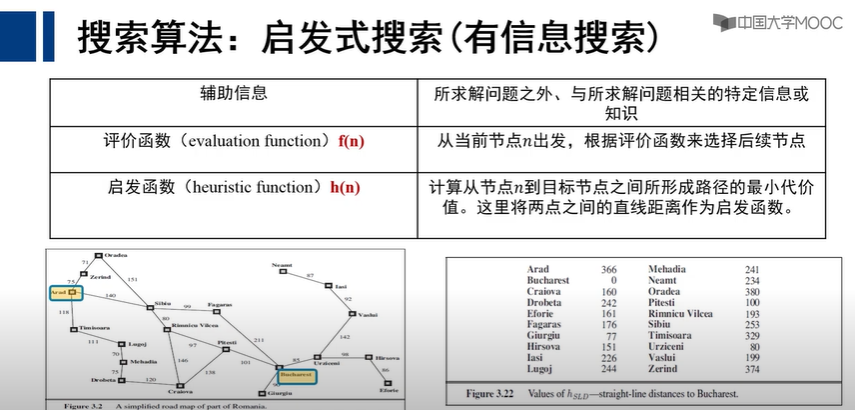 搜索算法：启发式搜索(有信息搜索)
中国大学MOOC
辅助信息
所求解问题之外、与所求解问题相关的特定信息或
知识
评价函数（evaluation function）f(n)
从当前节点n出发，根据评价函数来选择后续节点
启发函数（heuristic function）h(n)
计算从节点n到目标节点之间所形成路径的最小代价
值。这里将两点之间的直线距离作为启发函数。
Oradea
71
Zerind
75
151
Arad
140
Sibiu
99
Fagaras
118
80
Rimnicu Vilcea
Timisoara
111
Lugoj
97
Pitesti
211
70
Mehadia
146
101
75
138
Drobeta
120
Craiova
Bucharest
90
Giurgiu
Neamt
87
Iasi
92
Vaslui
142
85
98
Urziceni
Hirsova
86
Eforie
Figure 3.2 A simplified road map of part of Romania.
Arad 366 Mehadia 241
Bucharest 0 Neamt 234
Craiova 160 Oradea 380
Drobeta 242 Pitesti 100
Eforie 161 Rimnicu Vilcea 193
Fagaras 176 Sibiu 253
Giurgiu 77 Timisoara 329
Hirsova 151 Urziceni 80
Iasi 226 Vaslui 199
Lugoj 244 Zerind 374
Figure 3.22 Values of hSLD—straight-line distances to Bucharest.